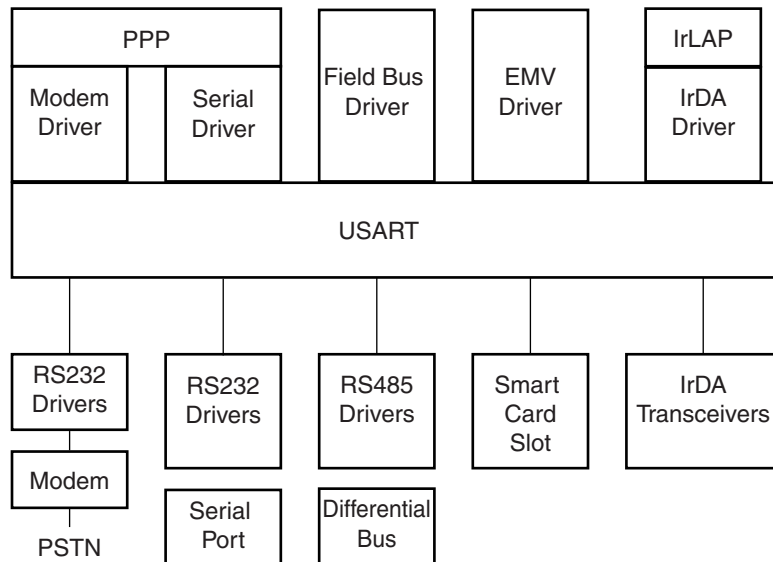 PPP
IrLAP
Modem
Driver
Serial
Driver
Field Bus
Driver
EMV
Driver
IrDA
Driver
USART
RS232
Drivers
RS232
Drivers
RS485
Drivers
Smart
Card
Slot
IrDA
Transceivers
Modem
Serial
Port
Differential
Bus
PSTN